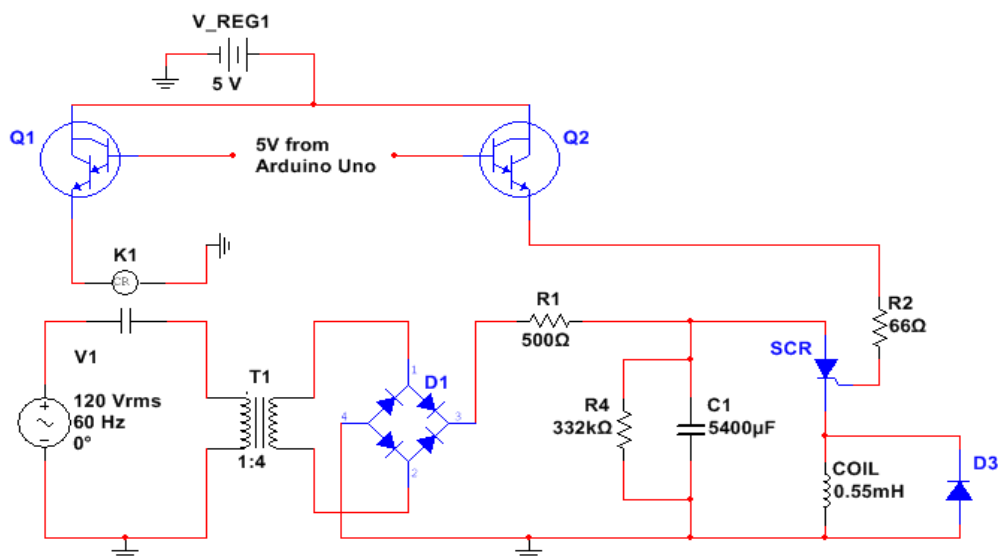 V_REG1
5 V
Q1
5V from
Arduino Uno
Q2
K1
CR
R1
500Ω
R2
66Ω
SCR
V1
120 Vrms
60 Hz
0°
T1
1:4
1
D1
4
3
2
R4
332kΩ
C1
5400µF
COIL
0.55mH
D3